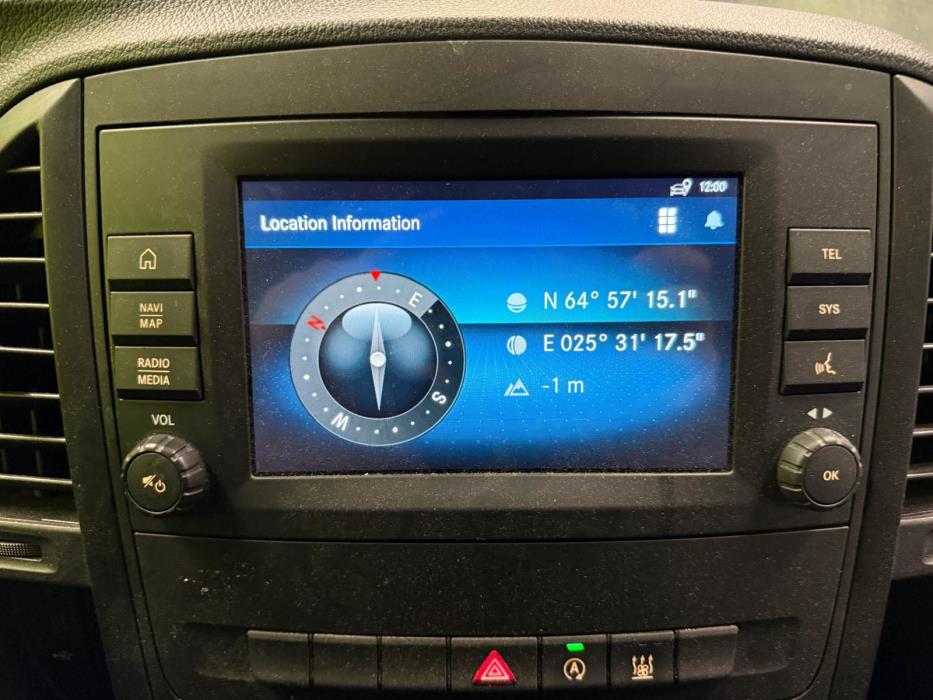 12:00
Location Information
N
E
S
W
N 64° 57' 15.1"
E 025° 31' 17.5"
-1 m
NAVI
MAP
RADIO
MEDIA
VOL
TEL
SYS
OK
A